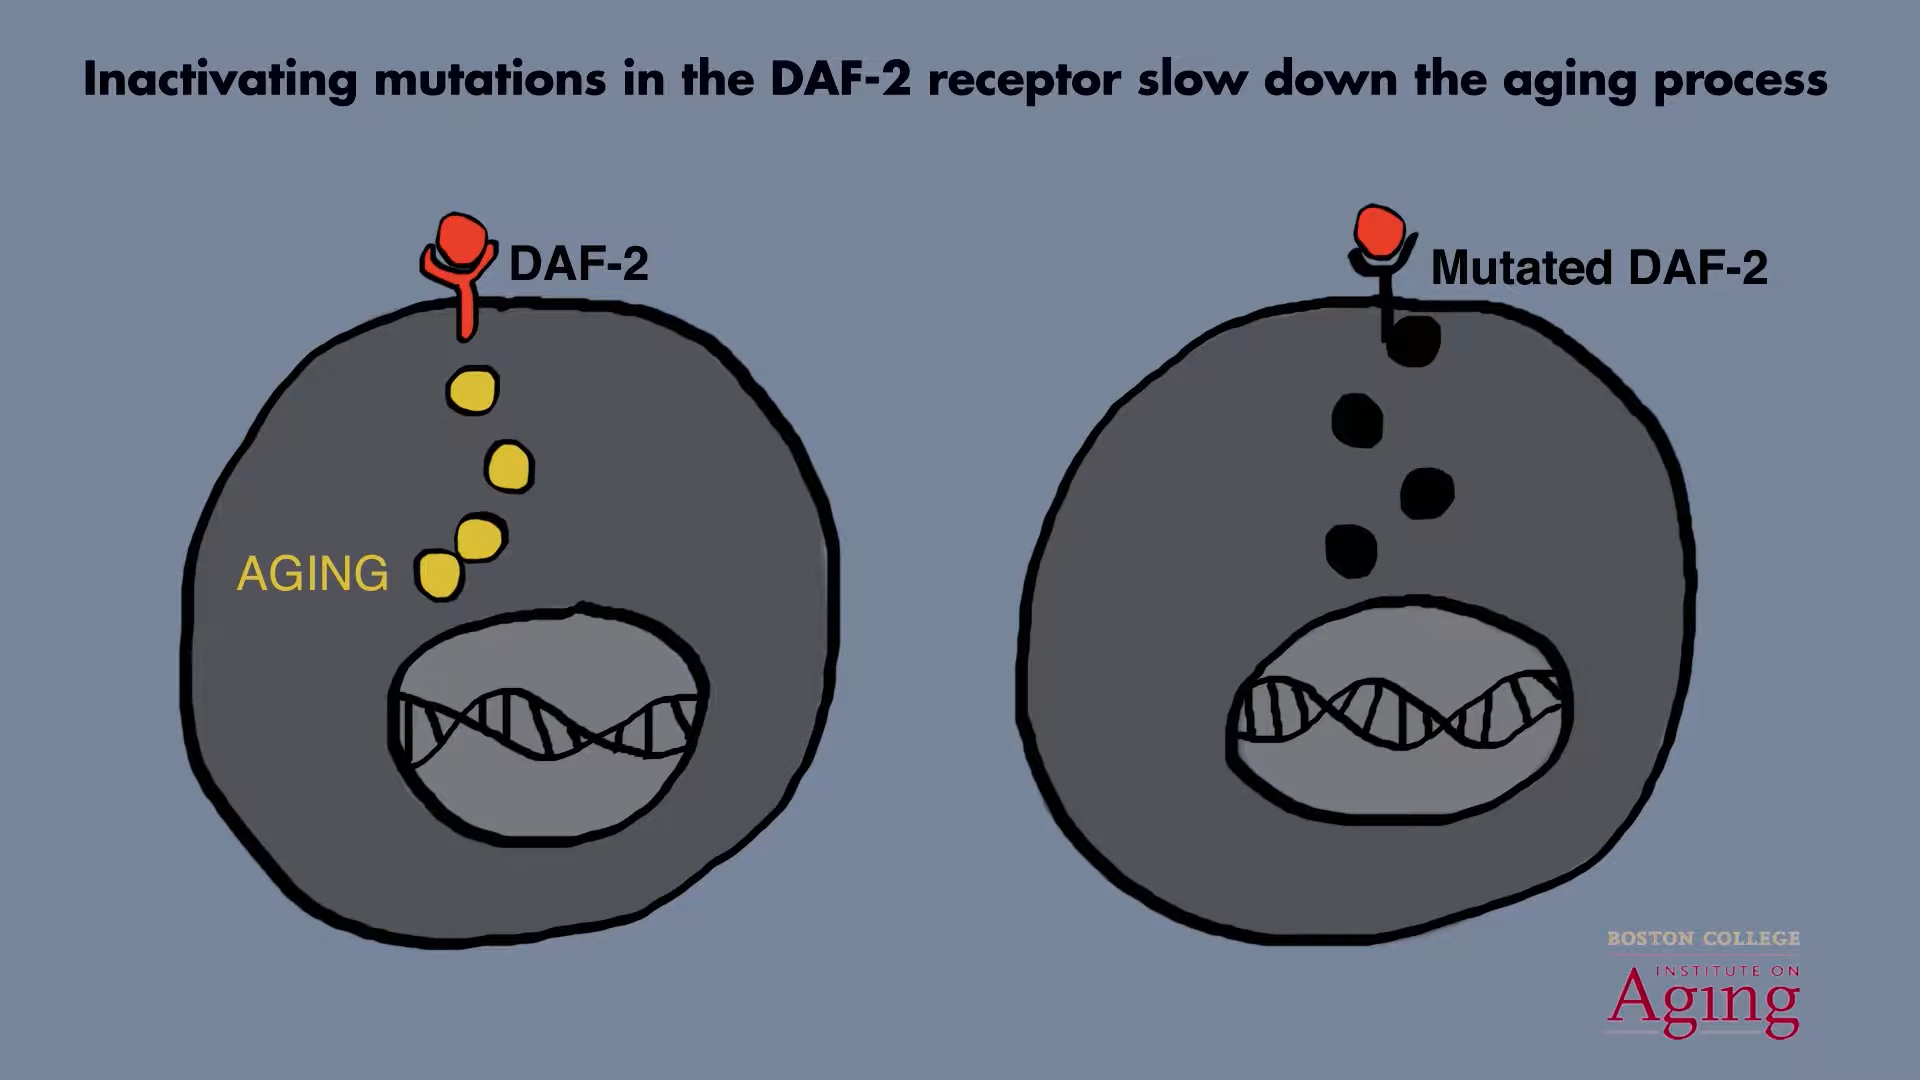 Inactivating mutations in the DAF-2 receptor slow down the aging process
DAF-2
Mutated DAF-2
AGING
BOSTON COLLEGE
INSTITUTE ON
Aging